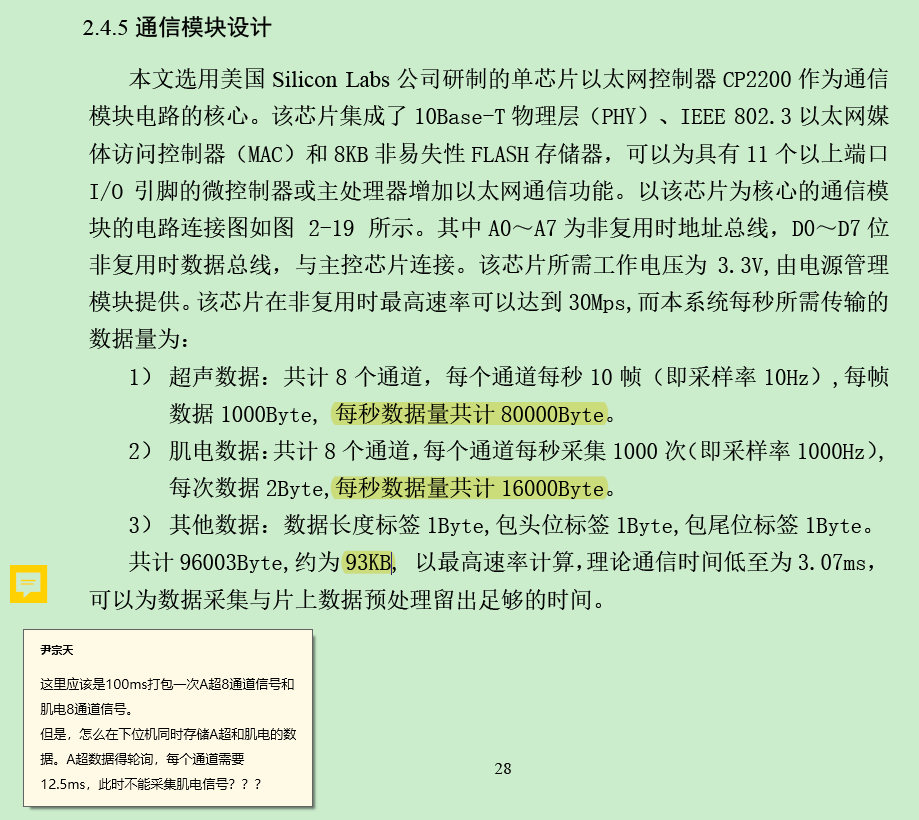 2.4.5 通信模块设计
本文选用美国 Silicon Labs 公司研制的单芯片以太网控制器 CP2200 作为通信
模块电路的核心。该芯片集成了 10Base-T 物理层（PHY）、IEEE 802.3 以太网媒
体访问控制器（MAC）和 8KB 非易失性 FLASH 存储器，可以为具有 11 个以上端口
I/O 引脚的微控制器或主处理器增加以太网通信功能。以该芯片为核心的通信模
块的电路连接图如图 2-19 所示。其中 A0～A7 为非复用时地址总线，D0～D7 位
非复用时数据总线，与主控芯片连接。该芯片所需工作电压为 3.3V,由电源管理
模块提供。该芯片在非复用时最高速率可以达到 30Mps,而本系统每秒所需传输的
数据量为：
1） 超声数据：共计 8 个通道，每个通道每秒 10 帧（即采样率 10Hz）,每帧
数据 1000Byte, 每秒数据量共计 80000Byte。
2） 肌电数据：共计 8 个通道,每个通道每秒采集 1000 次（即采样率 1000Hz）,
每次数据 2Byte,每秒数据量共计 16000Byte。
3） 其他数据：数据长度标签 1Byte,包头位标签 1Byte,包尾位标签 1Byte。
共计 96003Byte,约为 93KB, 以最高速率计算,理论通信时间低至为 3.07ms，
可以为数据采集与片上数据预处理留出足够的时间。
尹宗天
这里应该是100ms打包一次A超8通道信号和
肌电8通道信号。
但是，怎么在下位机同时存储A超和肌电的数
据。A超数据得轮询，每个通道需要
12.5ms，此时不能采集肌电信号？？？
28